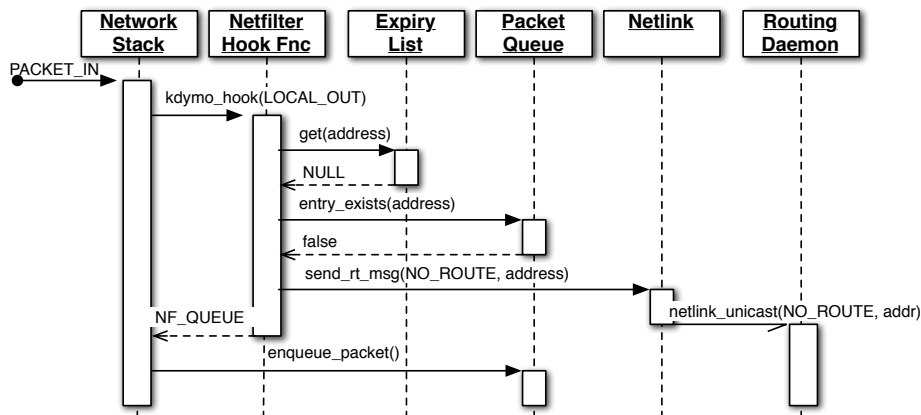 Network
Stack
Netfilter
Hook Fnc
Expiry
List
Packet
Queue
Netlink
Routing
Daemon
PACKET_IN
kdymo_hook(LOCAL_OUT)
get(address)
NULL
entry_exists(address)
false
send_rt_msg(NO_ROUTE, address)
netlink_unicast(NO_ROUTE, addr)
NF_QUEUE
enqueue_packet()